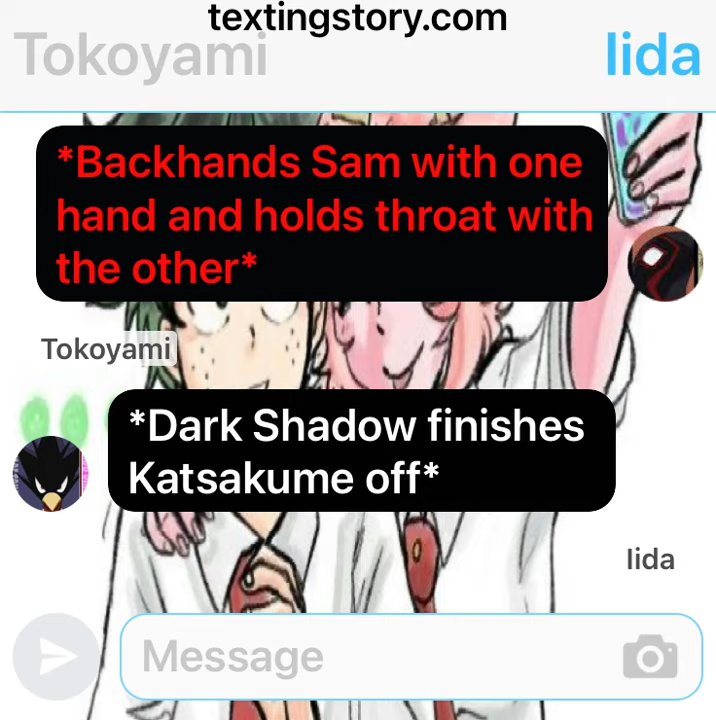 textingstory.com
Tokoyami
Iida
*Backhands Sam with one
hand and holds throat with
the other*
Tokoyami
*Dark Shadow finishes
Katsakume off*
Iida
Message